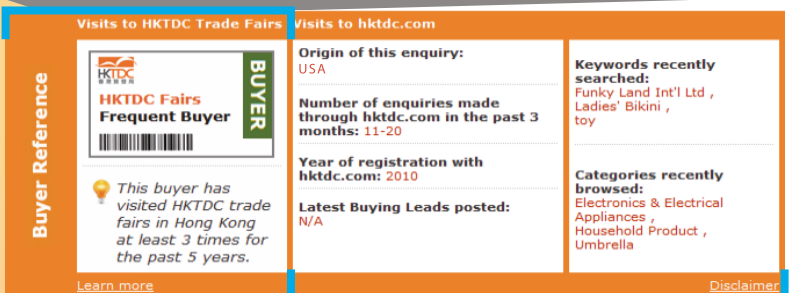 Visits to HKTDC Trade Fairs
Visits to hktdc.com
Buyer Reference
HKTDC
HKTDC Fairs
Frequent Buyer
BUYER
This buyer has
visited HKTDC trade
fairs in Hong Kong
at least 3 times for
the past 5 years.
Learn more
Origin of this enquiry:
USA
Number of enquiries made
through hktdc.com in the past 3
months: 11-20
Year of registration with
hktdc.com: 2010
Latest Buying Leads posted:
N/A
Keywords recently
searched:
Funky Land Int'l Ltd ,
Ladies' Bikini ,
toy
Categories recently
browsed:
Electronics & Electrical
Appliances ,
Household Product ,
Umbrella
Disclaimer